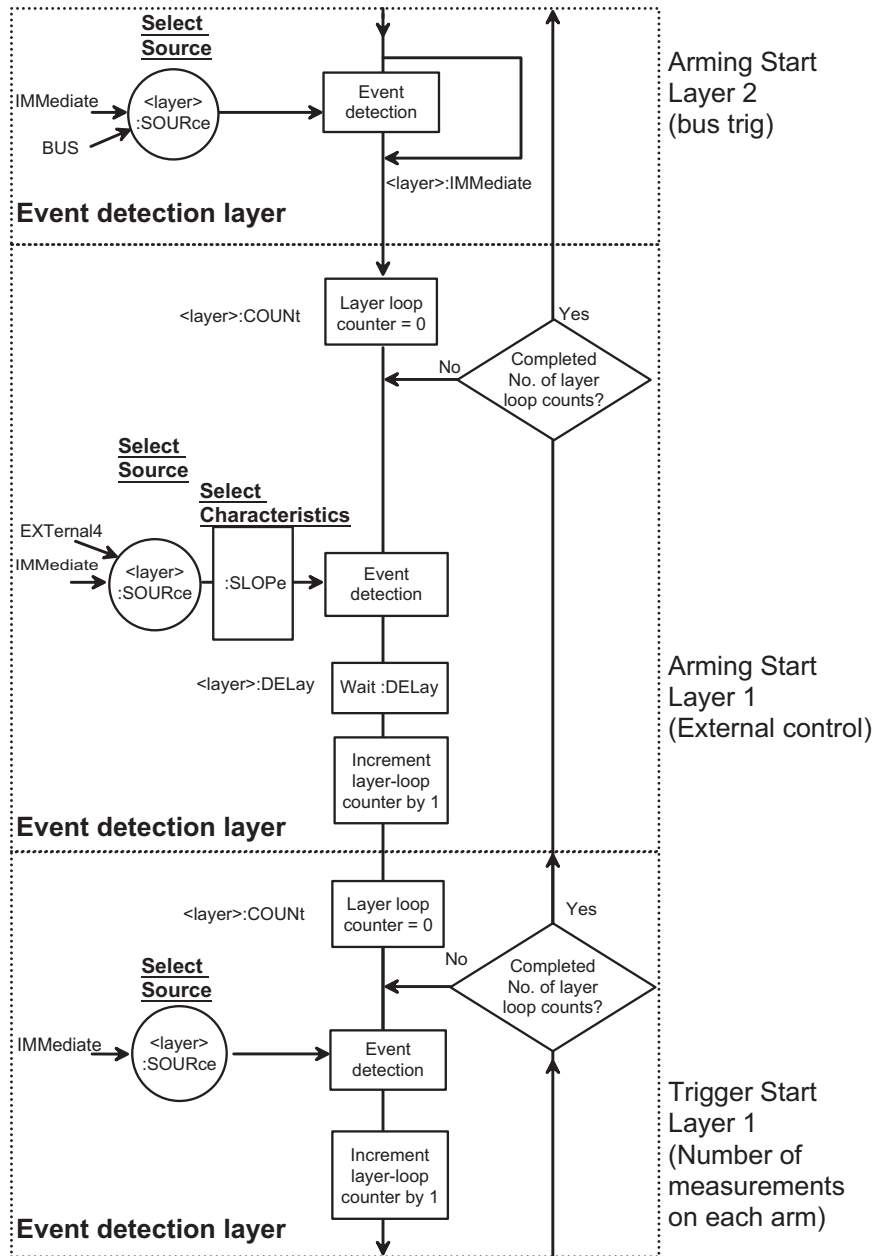 Select
Source
IMMediate
<layer>
:SOURce
BUS
Event
detection
<layer>:IMMediate
Event detection layer
Arming Start
Layer 2
(bus trig)
<layer>:COUNt
Layer loop
counter = 0
Yes
No
Completed
No. of layer
loop counts?
Select
Source
Select
Characteristics
EXTernal4
IMMediate
<layer>
:SOURce
:SLOPe
Event
detection
<layer>:DELay
Wait :DELay
Increment
layer-loop
counter by 1
Event detection layer
Arming Start
Layer 1
(External control)
<layer>:COUNt
Layer loop
counter = 0
Yes
No
Completed
No. of layer
loop counts?
Select
Source
IMMediate
<layer>
:SOURce
Event
detection
Increment
layer-loop
counter by 1
Event detection layer
Trigger Start
Layer 1
(Number of
measurements
on each arm)